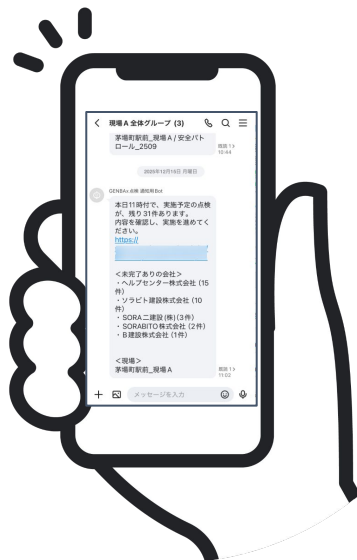 現場A 全体グループ (3)
茅場町駅前_現場A / 安全パト
ロール_2509
既読 1
10:44
2025年12月15日 月曜日
GENBAx点検 通知用Bot
本日11時付で、実施予定の点検
が、残り31件あります。
内容を確認し、実施を進めてく
ださい。
https://
<未完了ありの会社>
・ヘルプセンター株式会社 (15
件)
・ソラビト建設株式会社 (10
件)
・SORA二建設(株)(3件)
・SORABITO株式会社 (2件)
・B建設株式会社 (1件)
<現場>
茅場町駅前_現場A
既読 1
11:02
メッセージを入力